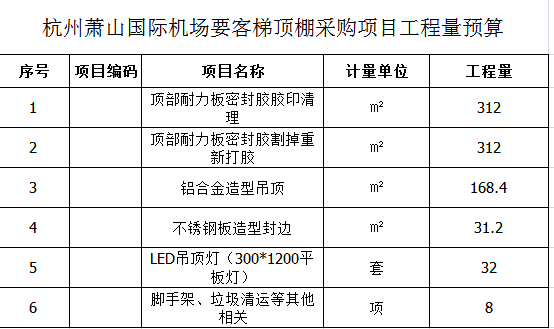 杭州萧山国际机场要客梯顶棚采购项目工程量预算
序号 项目编码 项目名称 计量单位 工程量
1 顶部耐力板密封胶胶印清理 ㎡ 312
2 顶部耐力板密封胶割掉重新打胶 ㎡ 312
3 铝合金造型吊顶 ㎡ 168.4
4 不锈钢板造型封边 ㎡ 31.2
5 LED吊顶灯（300*1200平板灯） 套 32
6 脚手架、垃圾清运等其他相关 项 8